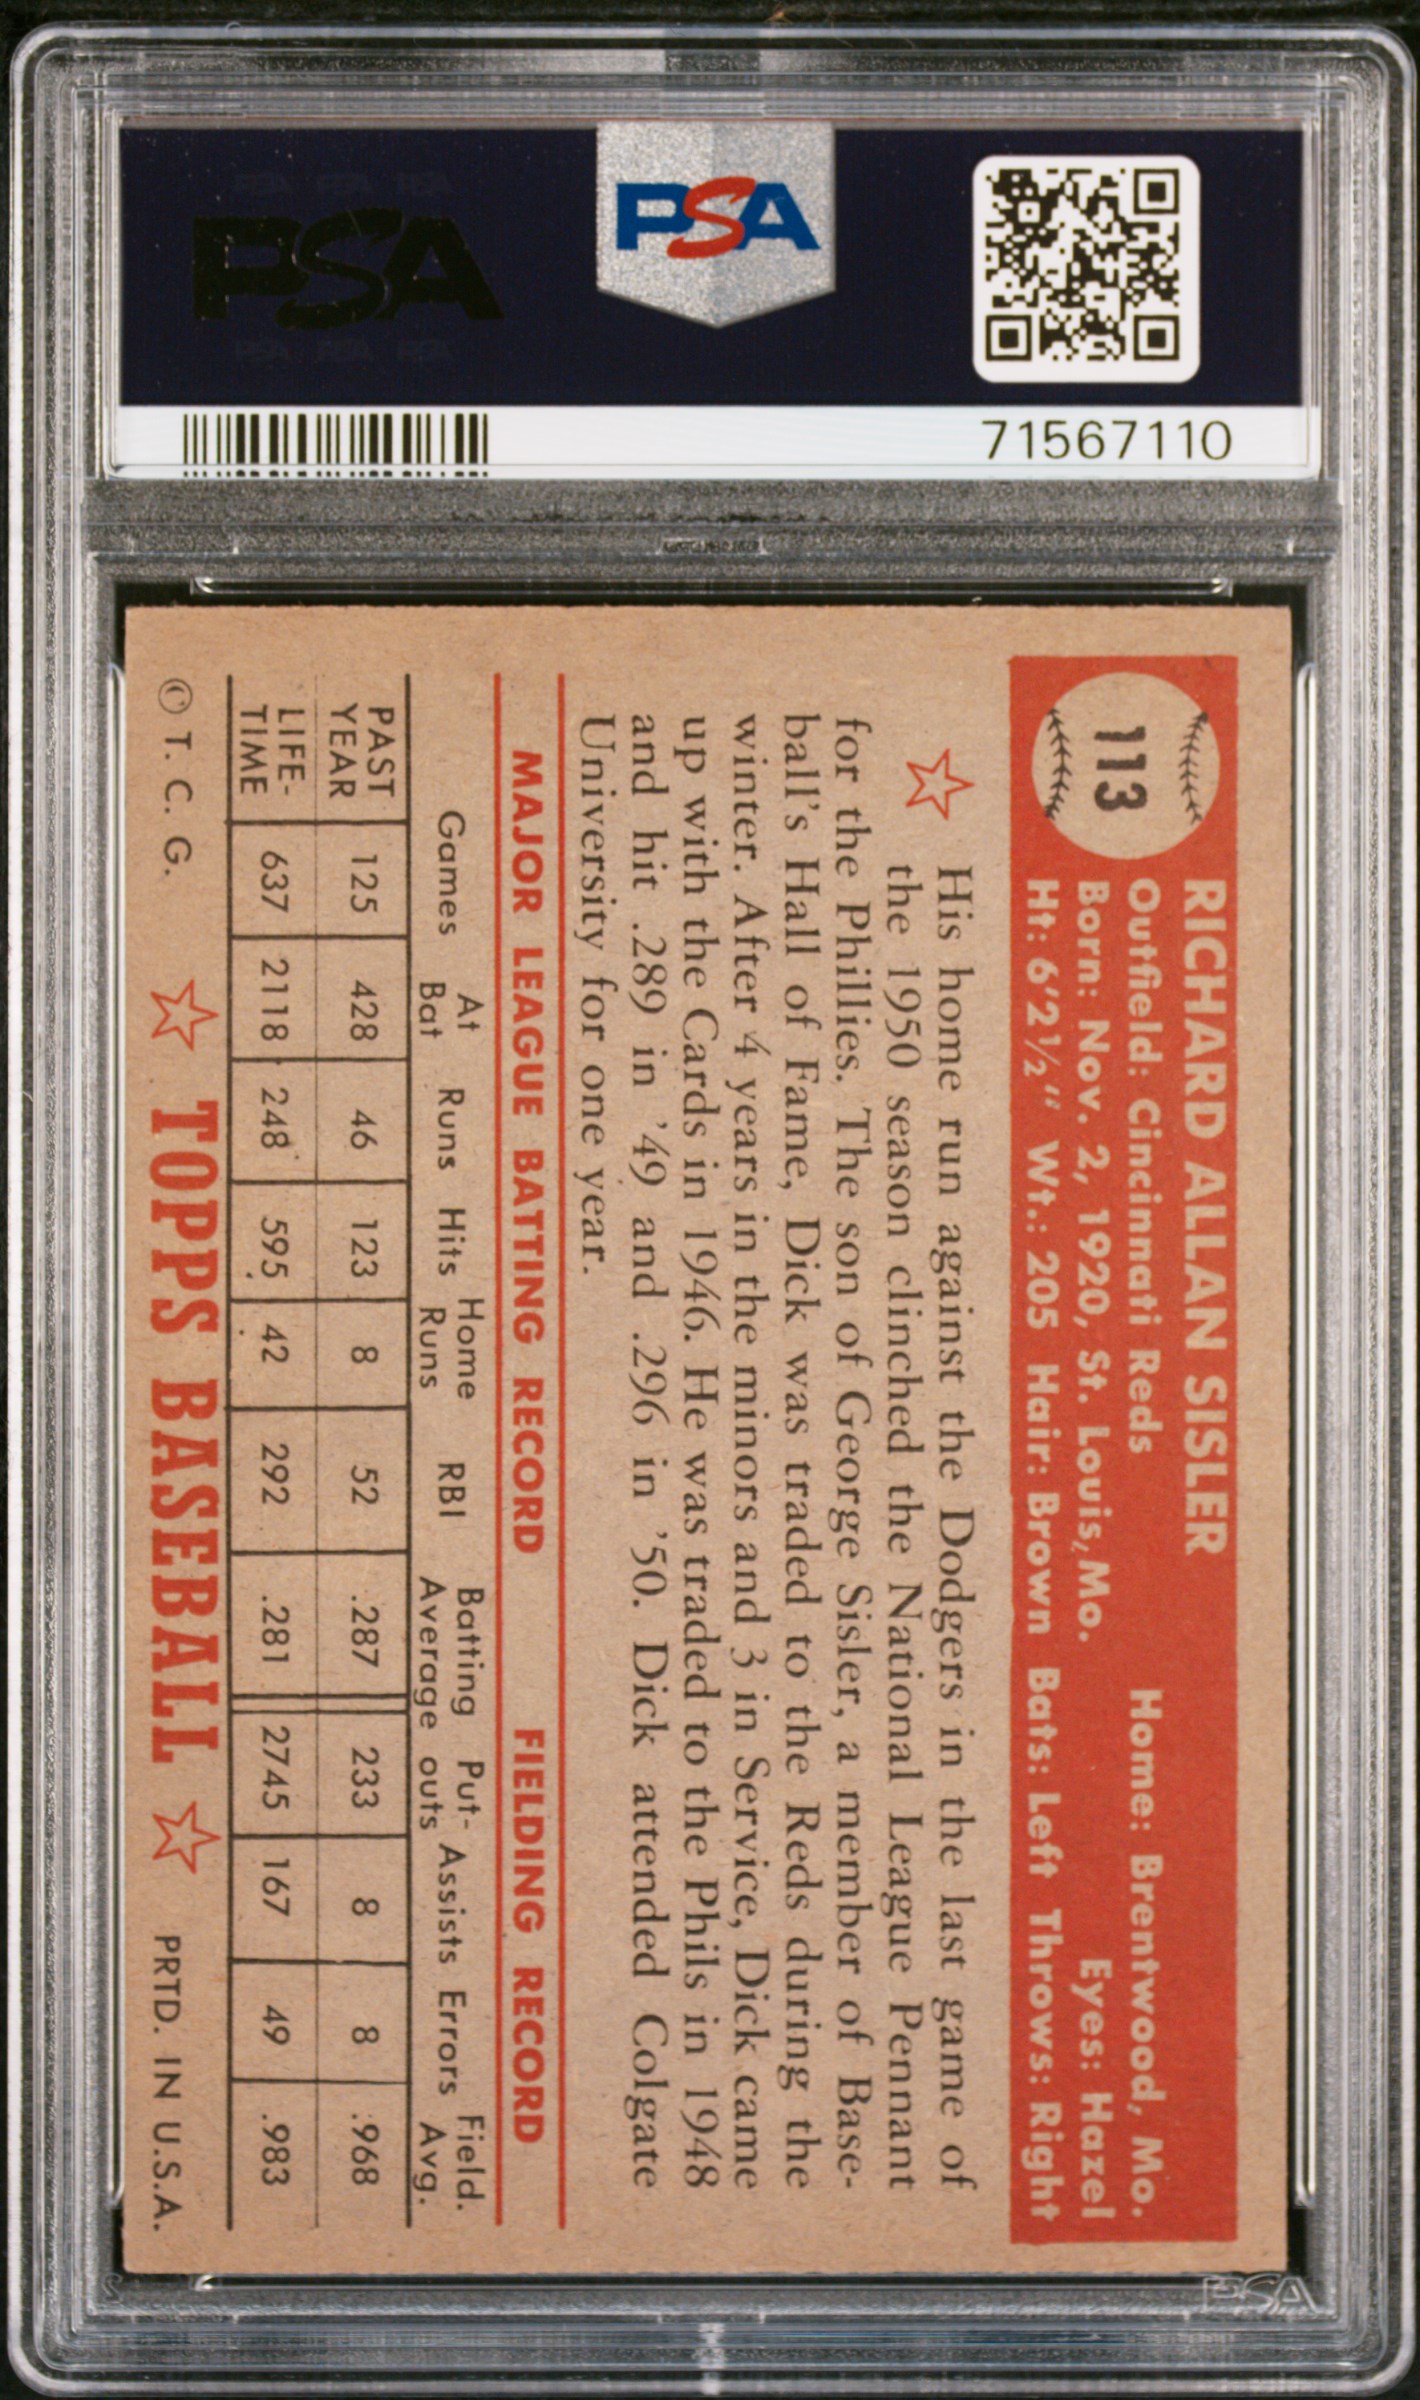 PSA
PSA
71567110
113
RICHARD ALLAN SISLER
Outfield: Cincinnati Reds Home: Brentwood, Mo.
Born: Nov. 2, 1920, St. Louis, Mo. Eyes: Hazel
Ht: 6'2½" Wt.: 205 Hair: Brown Bats: Left Throws: Right
His home run against the Dodgers in the last game of
the 1950 season clinched the National League Pennant
for the Phillies. The son of George Sisler, a member of Base-
ball's Hall of Fame, Dick was traded to the Reds during the
winter. After 4 years in the minors and 3 in Service, Dick came
up with the Cards in 1946. He was traded to the Phils in 1948
and hit .289 in '49 and .296 in '50. Dick attended Colgate
University for one year.
MAJOR LEAGUE BATTING RECORD FIELDING RECORD
Games At Bat Runs Hits Home Runs RBI Batting Average Put-outs Assists Errors Field. Avg.
PAST YEAR 125 428 46 123 8 52 .287 233 8 8 .968
LIFE-TIME 637 2118 248 595 42 292 .281 2745 167 49 .983
© T. C. G. TOPPS BASEBALL PRTD. IN U.S.A.
PSA